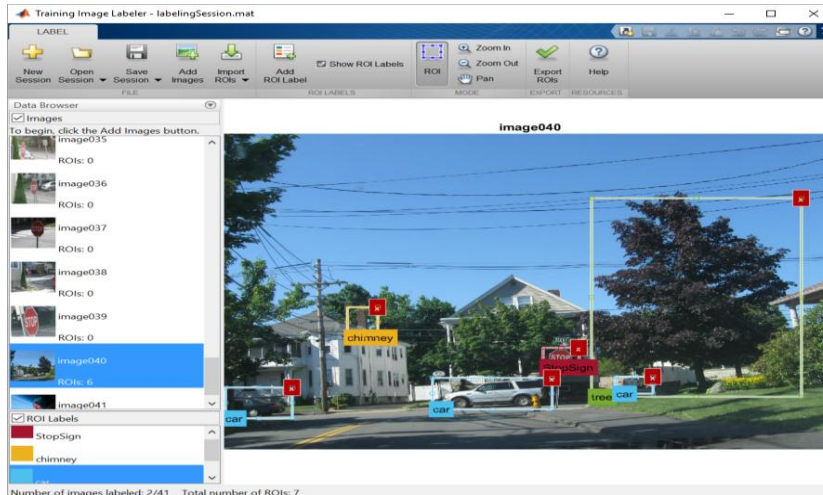 Training Image Labeler - labelingSession.mat
LABEL
New Session
Open Session
Save Session
Add Images
Import ROIs
Add ROI Label
Show ROI Labels
ROI
Zoom In
Zoom Out
Pan
Export ROIs
Help
FILE
ROI LABELS
MODE
EXPORT
RESOURCES
Data Browser
Images
To begin, click the Add Images button.
image035
ROIs: 0
image036
ROIs: 0
image037
ROIs: 0
image038
ROIs: 0
image039
ROIs: 0
STOP
image040
ROIs: 6
image041
ROI Labels
StopSign
chimney
car
Number of images labeled: 2/41 Total number of ROIs: 7
image040
chimney
STOP
StopSign
car
car
tree
car